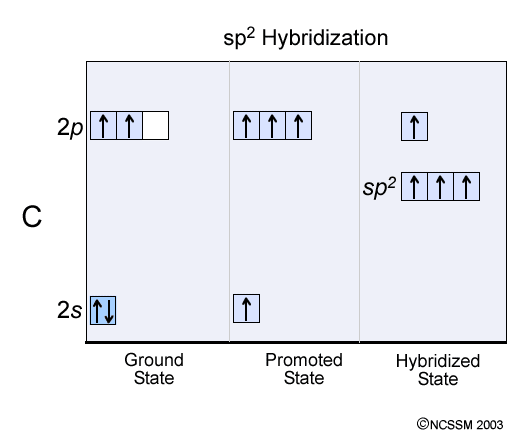 sp² Hybridization
2p
sp²
C
2s
Ground
State
Promoted
State
Hybridized
State
©NCSSM 2003